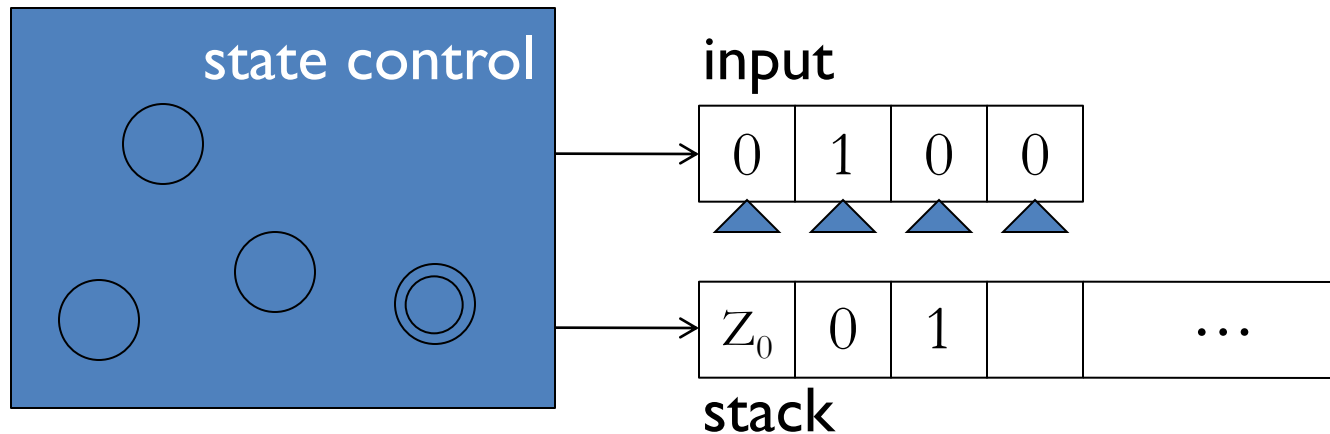 state control
input
0 1 0 0
Z₀ 0 1 ...
stack